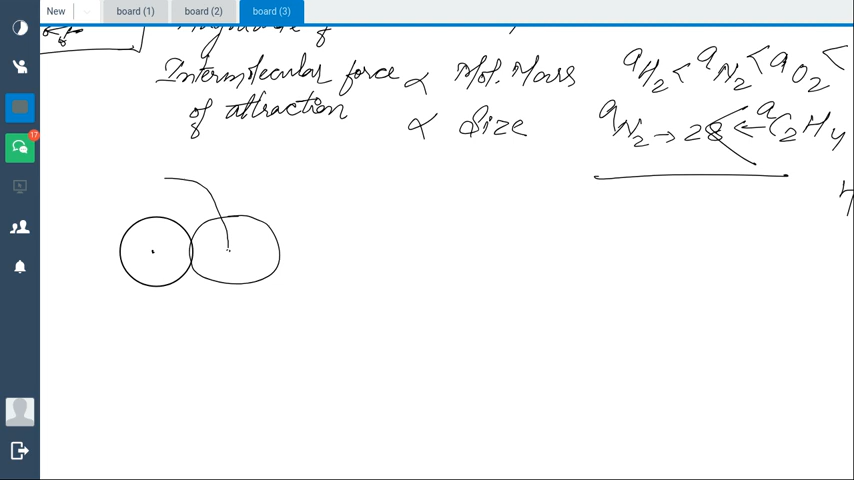 New board (1) board (2) board (3)
Intermolecular force ∝ Mol. Mass aH2 < aN2 < aO2 <
of attraction ∝ Size aN2 → 28 ← aC2H4
17